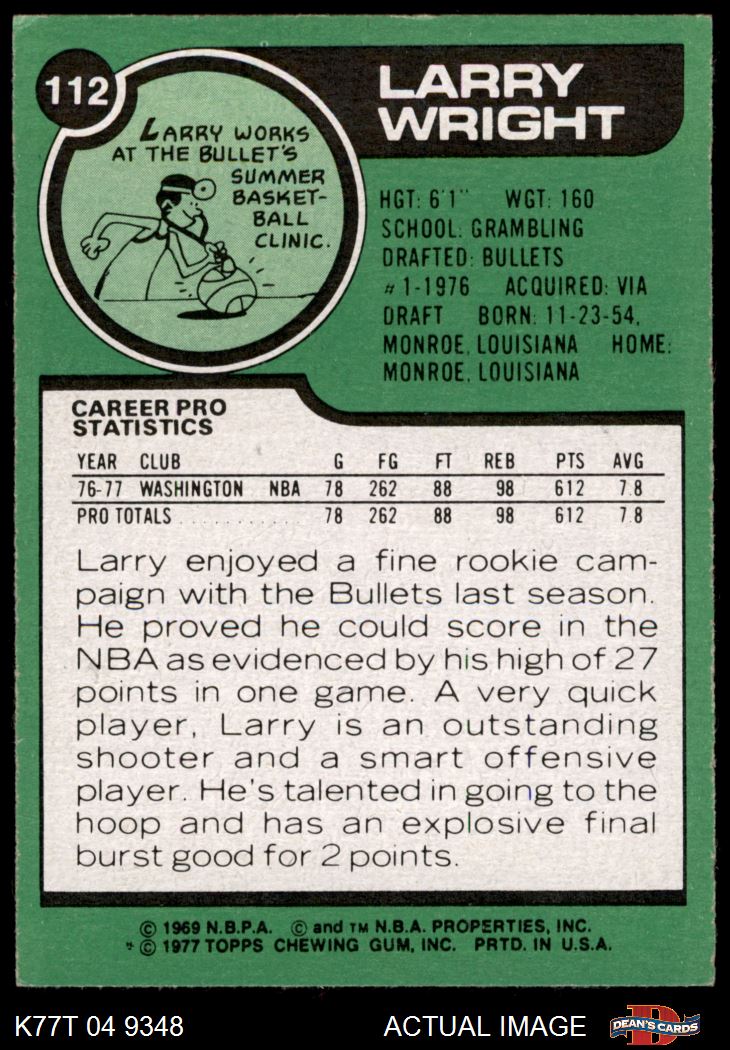 112
LARRY
WRIGHT
LARRY WORKS
AT THE BULLET'S
SUMMER
BASKET-
BALL
CLINIC.
HGT: 6'1" WGT: 160
SCHOOL: GRAMBLING
DRAFTED: BULLETS
#1-1976 ACQUIRED: VIA
DRAFT BORN: 11-23-54,
MONROE, LOUISIANA HOME:
MONROE, LOUISIANA
CAREER PRO
STATISTICS
YEAR CLUB G FG FT REB PTS AVG
76-77 WASHINGTON NBA 78 262 88 98 612 7.8
PRO TOTALS . . . . . . . . . . . 78 262 88 98 612 7.8
Larry enjoyed a fine rookie cam-
paign with the Bullets last season.
He proved he could score in the
NBA as evidenced by his high of 27
points in one game. A very quick
player, Larry is an outstanding
shooter and a smart offensive
player. He's talented in going to the
hoop and has an explosive final
burst good for 2 points.
© 1969 N.B.P.A. © and TM N.B.A. PROPERTIES, INC.
* © 1977 TOPPS CHEWING GUM, INC. PRTD. IN U.S.A.
K77T 04 9348 ACTUAL IMAGE DEAN'S CARDS